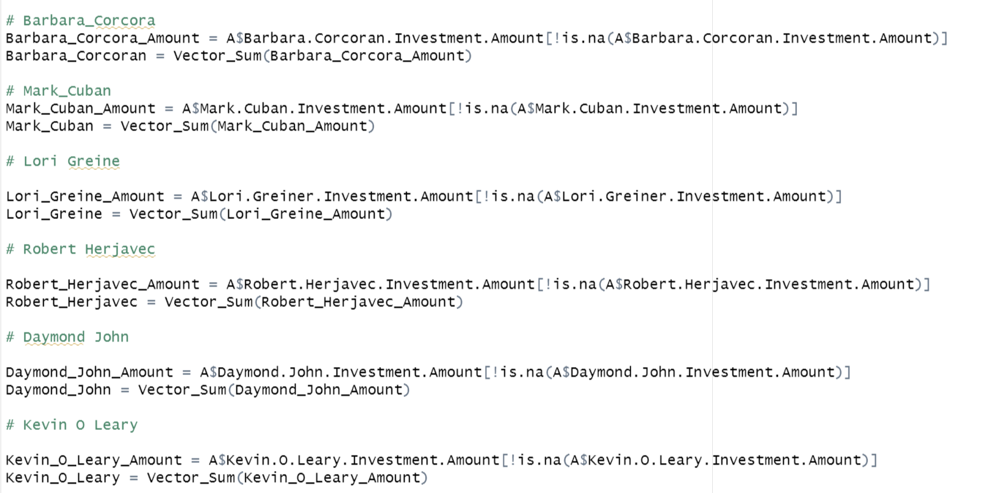 # Barbara_Corcora
Barbara_Corcora_Amount = A$Barbara.Corcoran.Investment.Amount[!is.na(A$Barbara.Corcoran.Investment.Amount)]
Barbara_Corcoran = Vector_Sum(Barbara_Corcora_Amount)
# Mark_Cuban
Mark_Cuban_Amount = A$Mark.Cuban.Investment.Amount[!is.na(A$Mark.Cuban.Investment.Amount)]
Mark_Cuban = Vector_Sum(Mark_Cuban_Amount)
# Lori Greine
Lori_Greine_Amount = A$Lori.Greiner.Investment.Amount[!is.na(A$Lori.Greiner.Investment.Amount)]
Lori_Greine = Vector_Sum(Lori_Greine_Amount)
# Robert Herjavec
Robert_Herjavec_Amount = A$Robert.Herjavec.Investment.Amount[!is.na(A$Robert.Herjavec.Investment.Amount)]
Robert_Herjavec = Vector_Sum(Robert_Herjavec_Amount)
# Daymond John
Daymond_John_Amount = A$Daymond.John.Investment.Amount[!is.na(A$Daymond.John.Investment.Amount)]
Daymond_John = Vector_Sum(Daymond_John_Amount)
# Kevin O Leary
Kevin_O_Leary_Amount = A$Kevin.O.Leary.Investment.Amount[!is.na(A$Kevin.O.Leary.Investment.Amount)]
Kevin_O_Leary = Vector_Sum(Kevin_O_Leary_Amount)